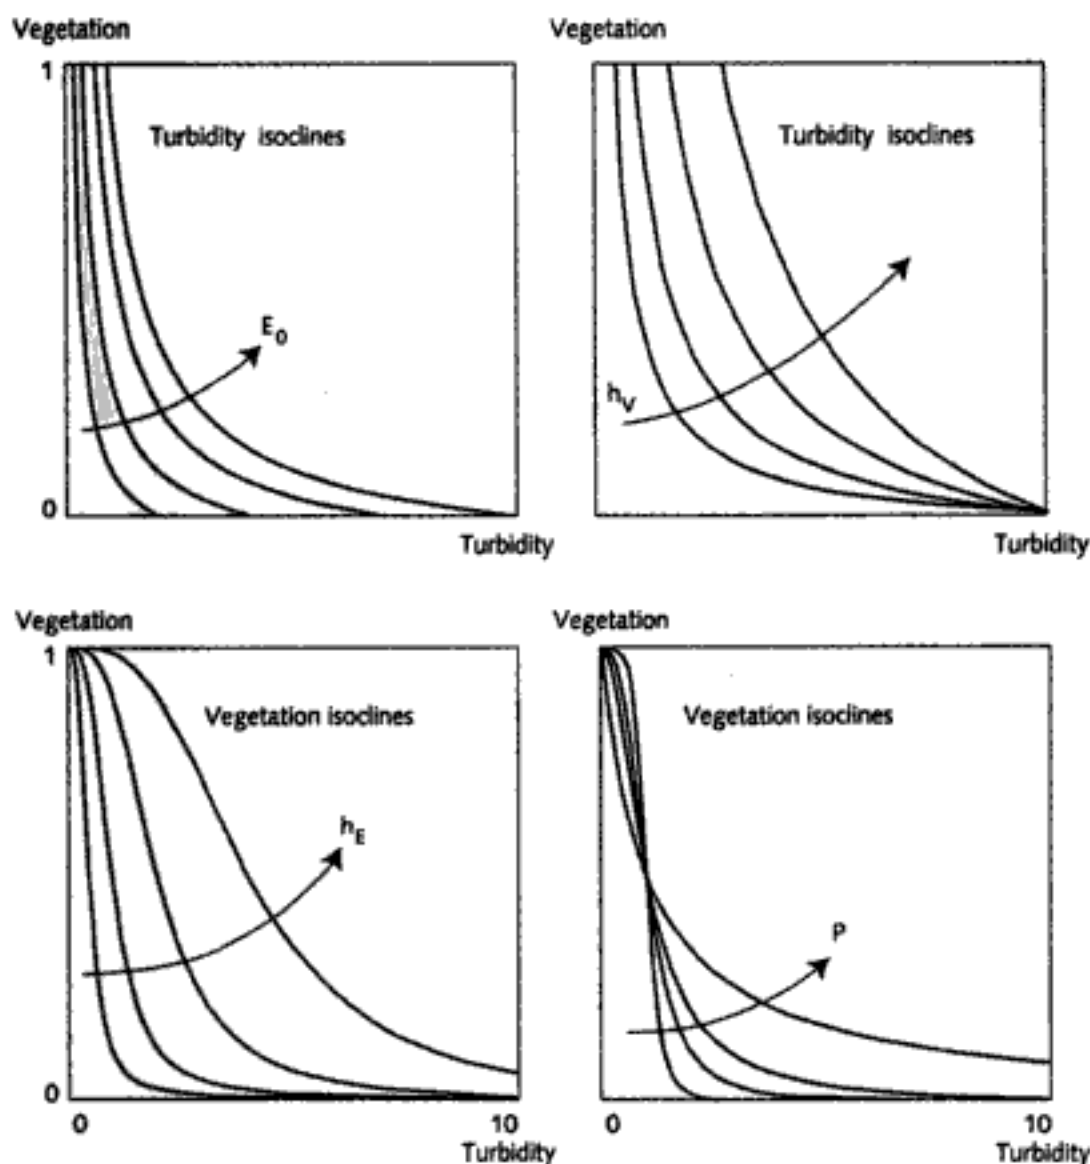 Vegetation
1
Turbidity isoclines
E0
0
Turbidity
Vegetation
Turbidity isoclines
hV
Turbidity
Vegetation
1
Vegetation isoclines
hE
0
0
10
Turbidity
Vegetation
Vegetation isoclines
P
0
10
Turbidity